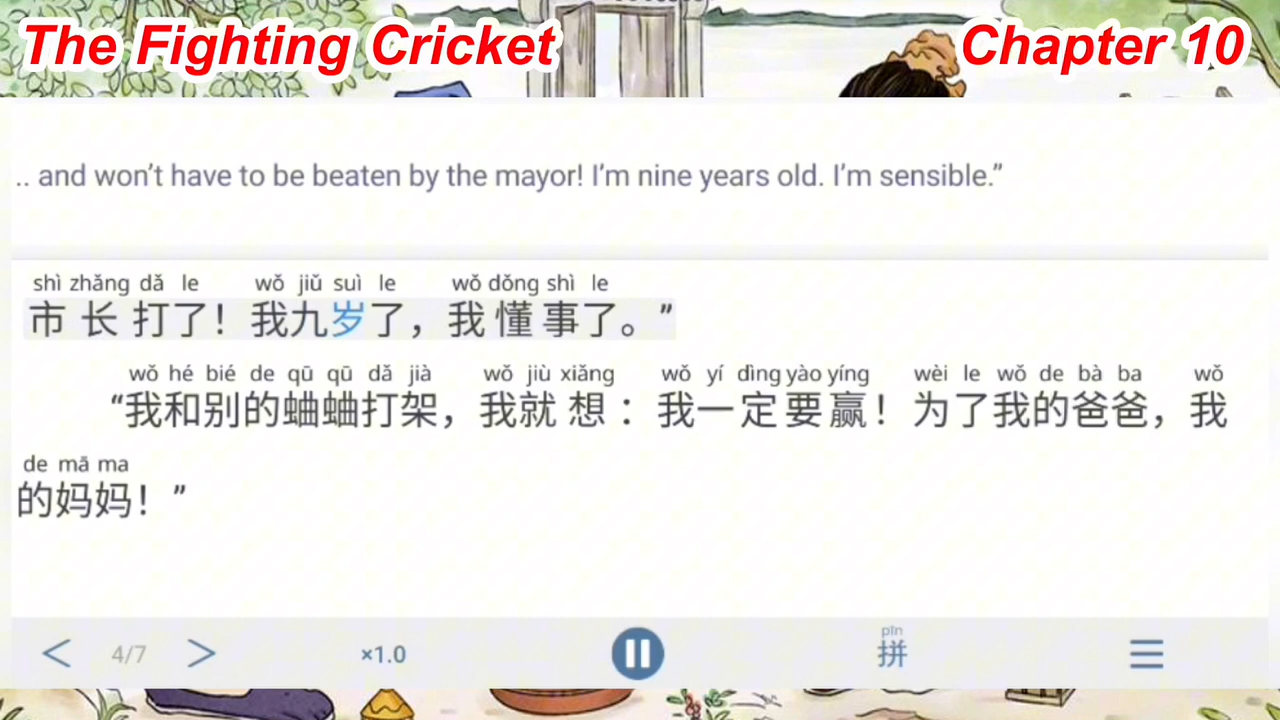 The Fighting Cricket
Chapter 10
.. and won’t have to be beaten by the mayor! I’m nine years old. I’m sensible.”
shì zhǎng dǎ le wǒ jiǔ suì le wǒ dǒng shì le
市长打了！我九岁了，我懂事了。”
wǒ hé bié de qū qū dǎ jià wǒ jiù xiǎng wǒ yí dìng yào yíng wèi le wǒ de bà ba wǒ
“我和别的蛐蛐打架，我就想：我一定要赢！为了我的爸爸，我
de mā ma
的妈妈！”
< 4/7 > ×1.0 pīn 拼